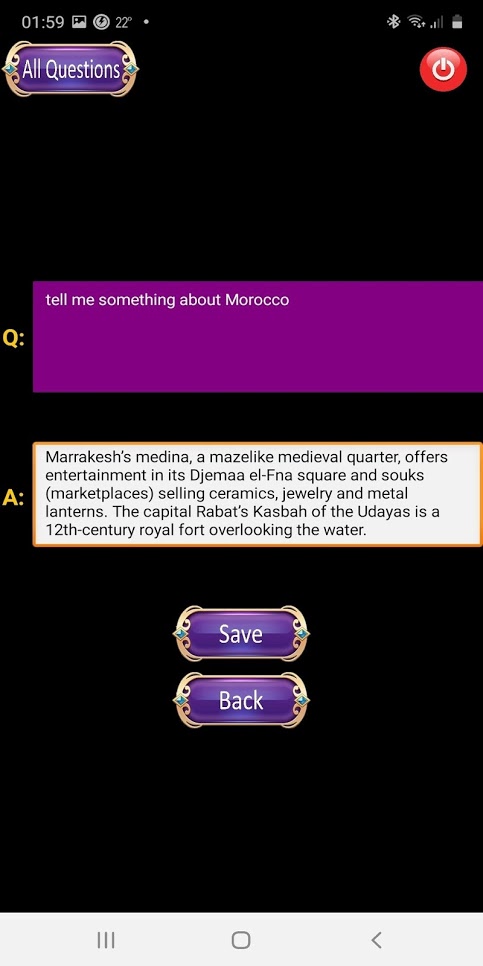 01:59 22° •
All Questions
tell me something about Morocco
Q:
Marrakesh's medina, a mazelike medieval quarter, offers
entertainment in its Djemaa el-Fna square and souks
A: (marketplaces) selling ceramics, jewelry and metal
lanterns. The capital Rabat's Kasbah of the Udayas is a
12th-century royal fort overlooking the water.
Save
Back